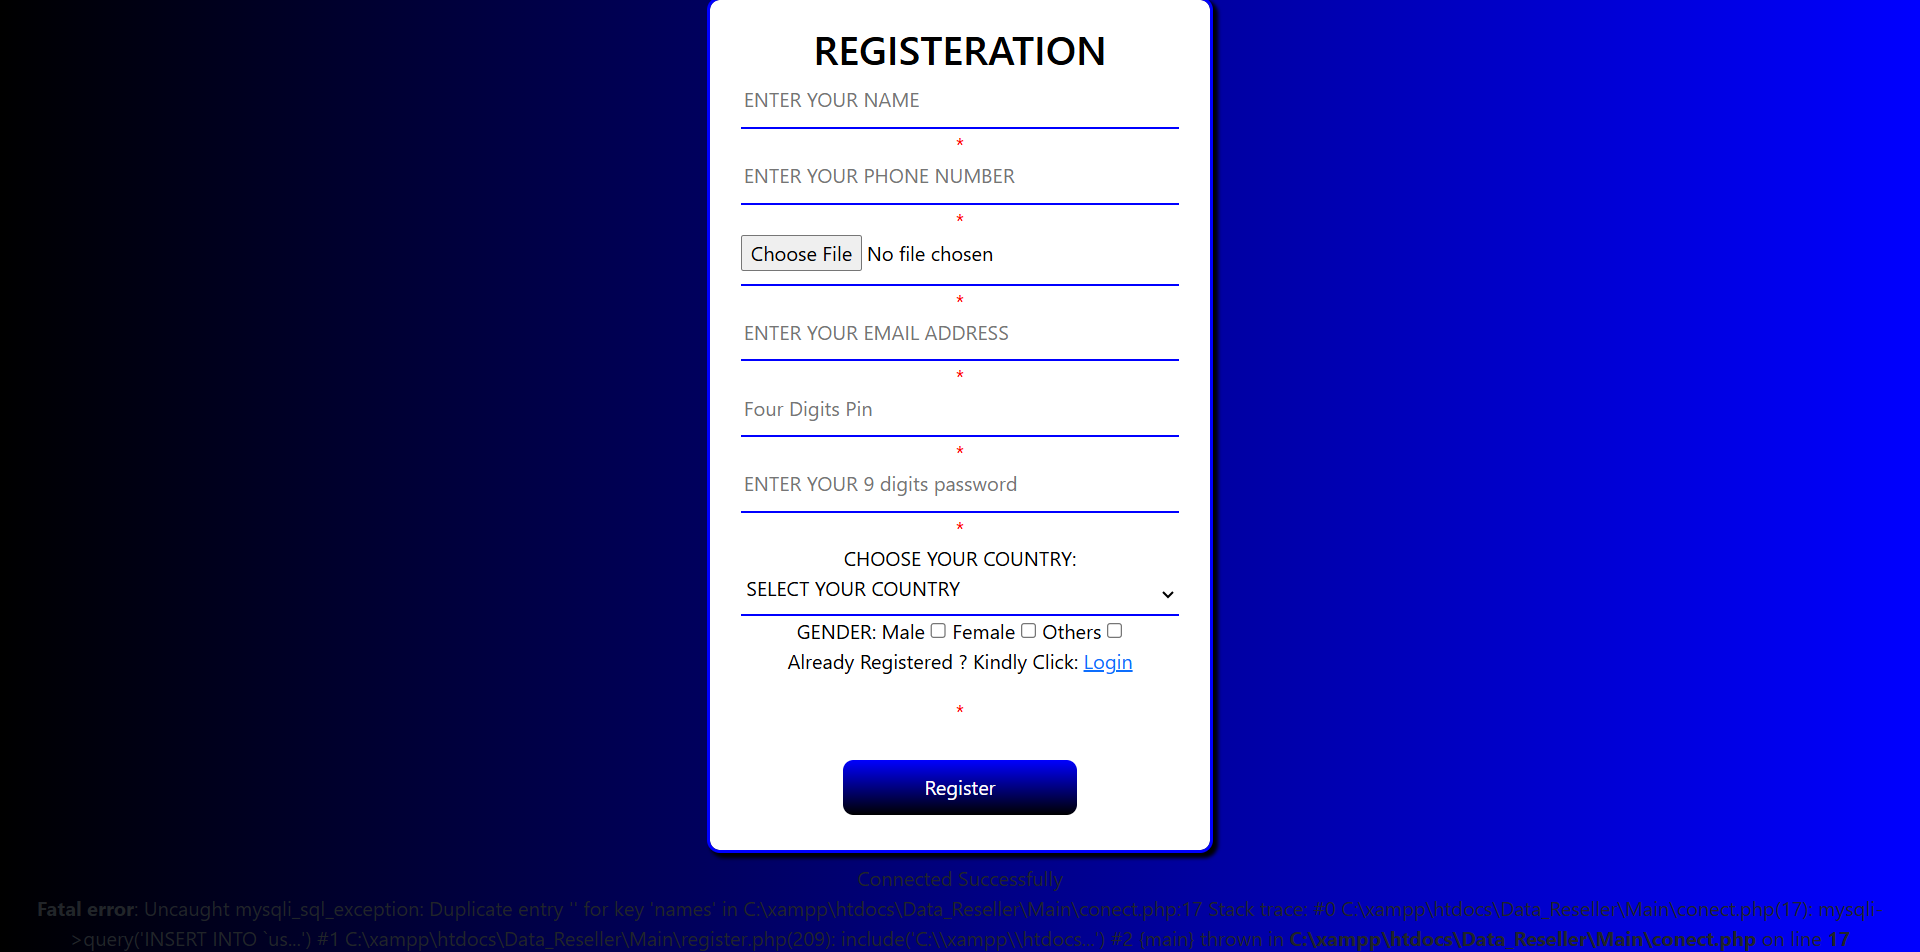 REGISTERATION
ENTER YOUR NAME
*
ENTER YOUR PHONE NUMBER
*
Choose File No file chosen
*
ENTER YOUR EMAIL ADDRESS
*
Four Digits Pin
*
ENTER YOUR 9 digits password
*
CHOOSE YOUR COUNTRY:
SELECT YOUR COUNTRY
GENDER: Male Female Others
Already Registered ? Kindly Click: Login
*
Register
Connected Successfully
Fatal error: Uncaught mysqli_sql_exception: Duplicate entry '' for key 'names' in C:\xampp\htdocs\Data_Reseller\Main\conect.php:17 Stack trace: #0 C:\xampp\htdocs\Data_Reseller\Main\conect.php(17): mysqli-
>query('INSERT INTO `us...') #1 C:\xampp\htdocs\Data_Reseller\Main\register.php(209): include('C:\\xampp\\htdocs...') #2 {main} thrown in C:\xampp\htdocs\Data_Reseller\Main\conect.php on line 17